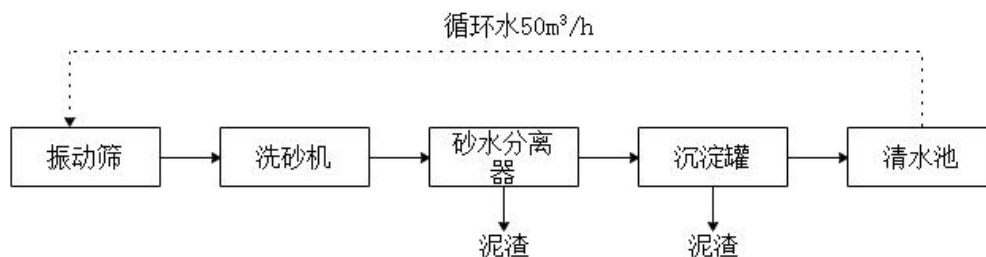 循环水50m³/h
振动筛
洗砂机
砂水分离
器
沉淀罐
清水池
泥渣
泥渣